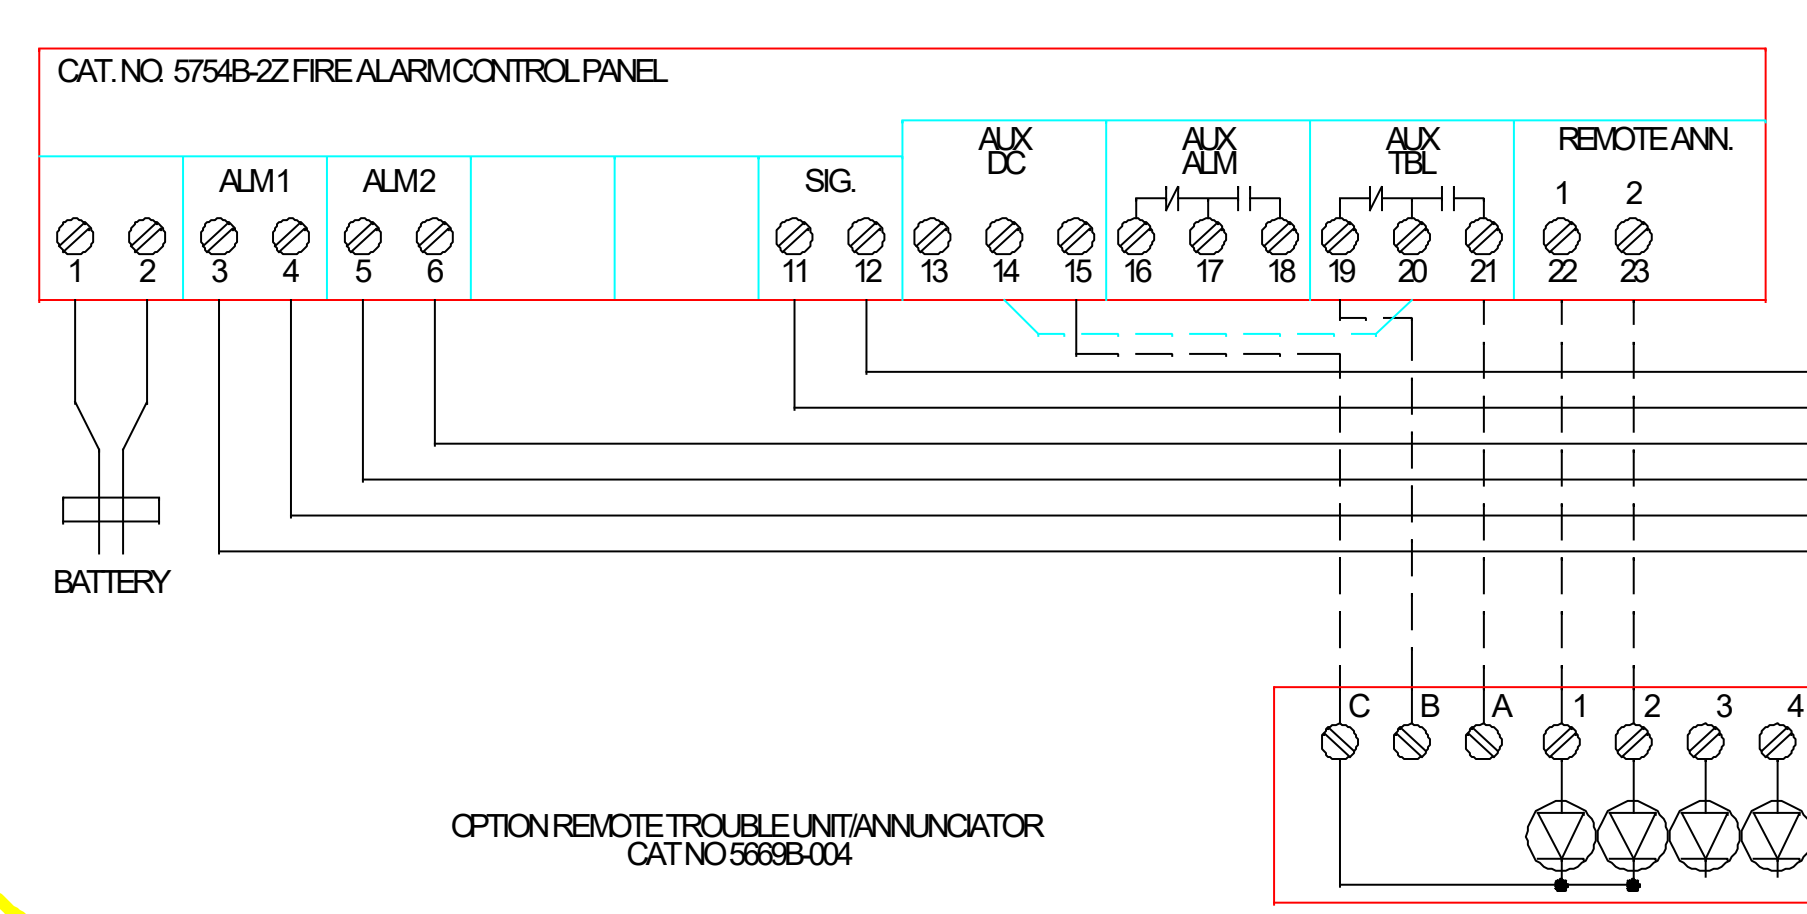 CAT. NO. 5754B-2Z FIRE ALARM CONTROL PANEL
AUX DC
AUX ALM
AUX TBL
REMOTE ANN.
ALM 1
ALM 2
SIG.
1 2
1 2 3 4 5 6 11 12 13 14 15 16 17 18 19 20 21 22 23
BATTERY
C B A 1 2 3 4
OPTION REMOTE TROUBLE UNIT/ANNUNCIATOR
CAT NO 5669B-004